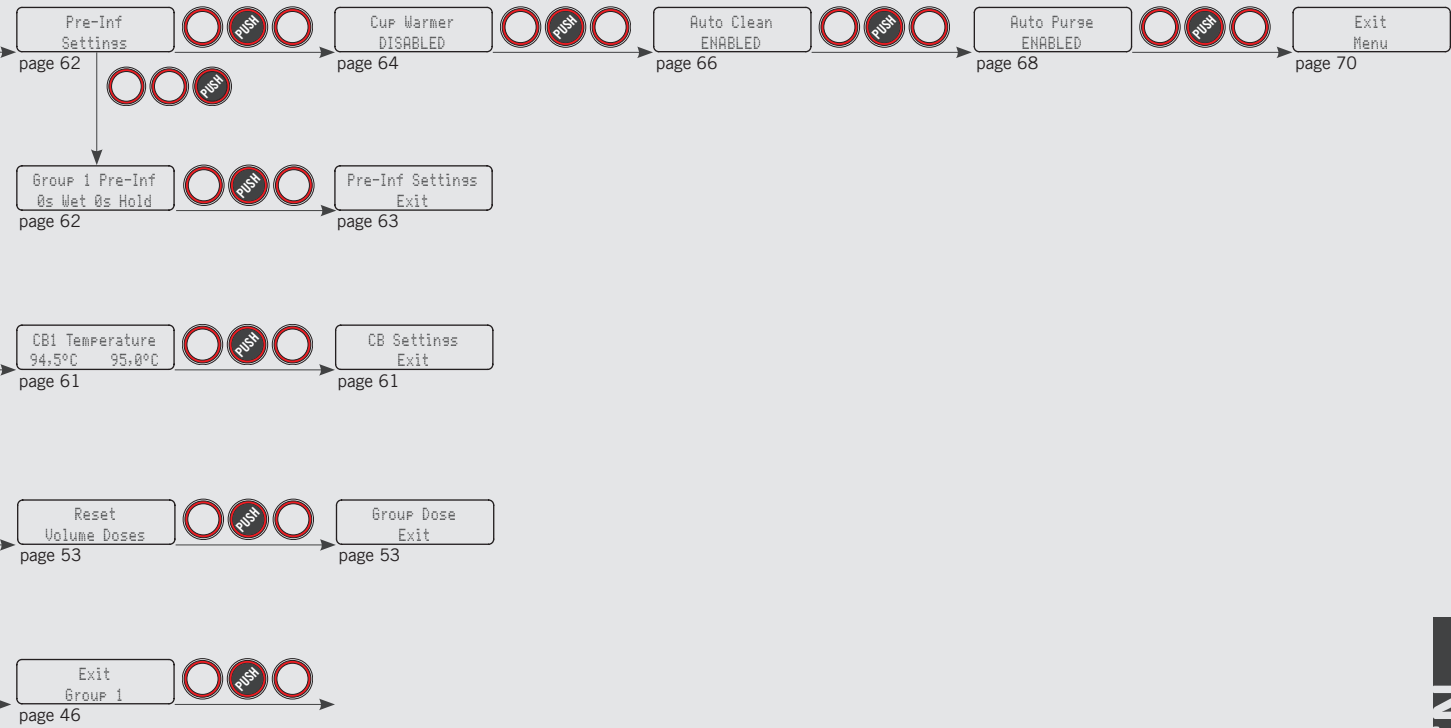 Pre-Inf
Settings
PUSH
Cup Warmer
DISABLED
PUSH
Auto Clean
ENABLED
PUSH
Auto Purge
ENABLED
PUSH
Exit
Menu
page 62
page 64
page 66
page 68
page 70
PUSH
Group 1 Pre-Inf
0s Wet 0s Hold
PUSH
Pre-Inf Settings
Exit
page 62
page 63
CB1 Temperature
94,5°C 95,0°C
PUSH
CB Settings
Exit
page 61
page 61
Reset
Volume Doses
PUSH
Group Dose
Exit
page 53
page 53
Exit
Group 1
PUSH
page 46